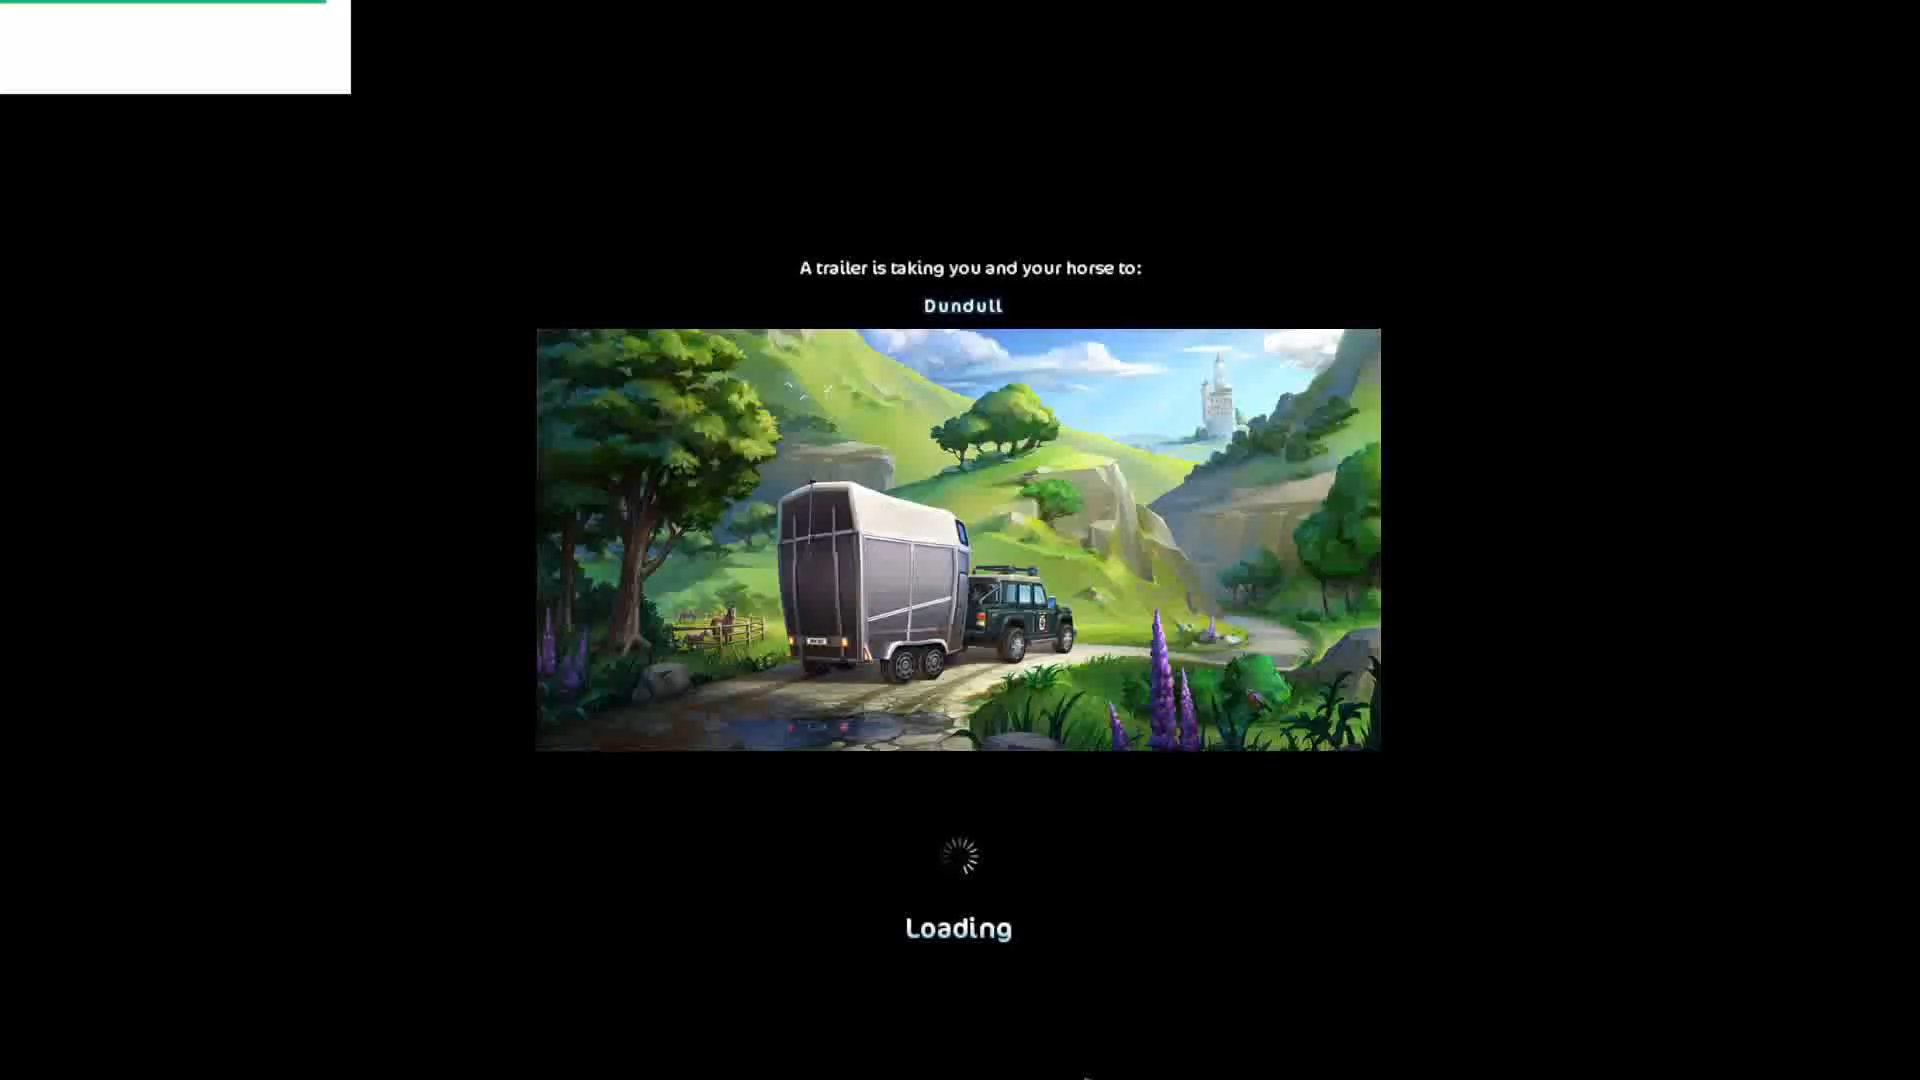 A trailer is taking you and your horse to:
Dundull
Loading